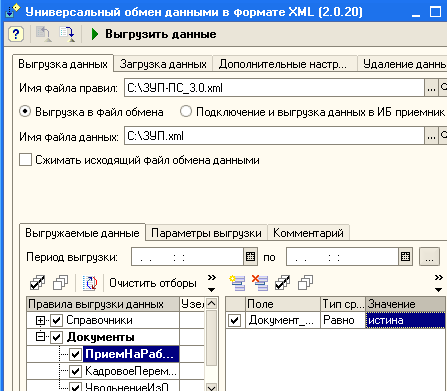 Универсальный обмен данными в формате XML (2.0.20)
Выгрузить данные
Выгрузка данных Загрузка данных Дополнительные настр... Удаление данны
Имя файла правил: C:\ЗУП-ПС_3.0.xml ...
Выгрузка в файл обмена Подключение и выгрузка данных в ИБ приемник
Имя файла данных: C:\ЗУП.xml ...
Сжимать исходящий файл обмена данными
Выгружаемые данные Параметры выгрузки Комментарий
Период выгрузки: . . : : по . . : : ...
Очистить отборы » »
Правила выгрузки данных Узел Поле Тип ср... Значение
Справочники Документ_... Равно истина
Документы
ПриемНаРаб...
КадровоеПерем...
УвольнениеИзО